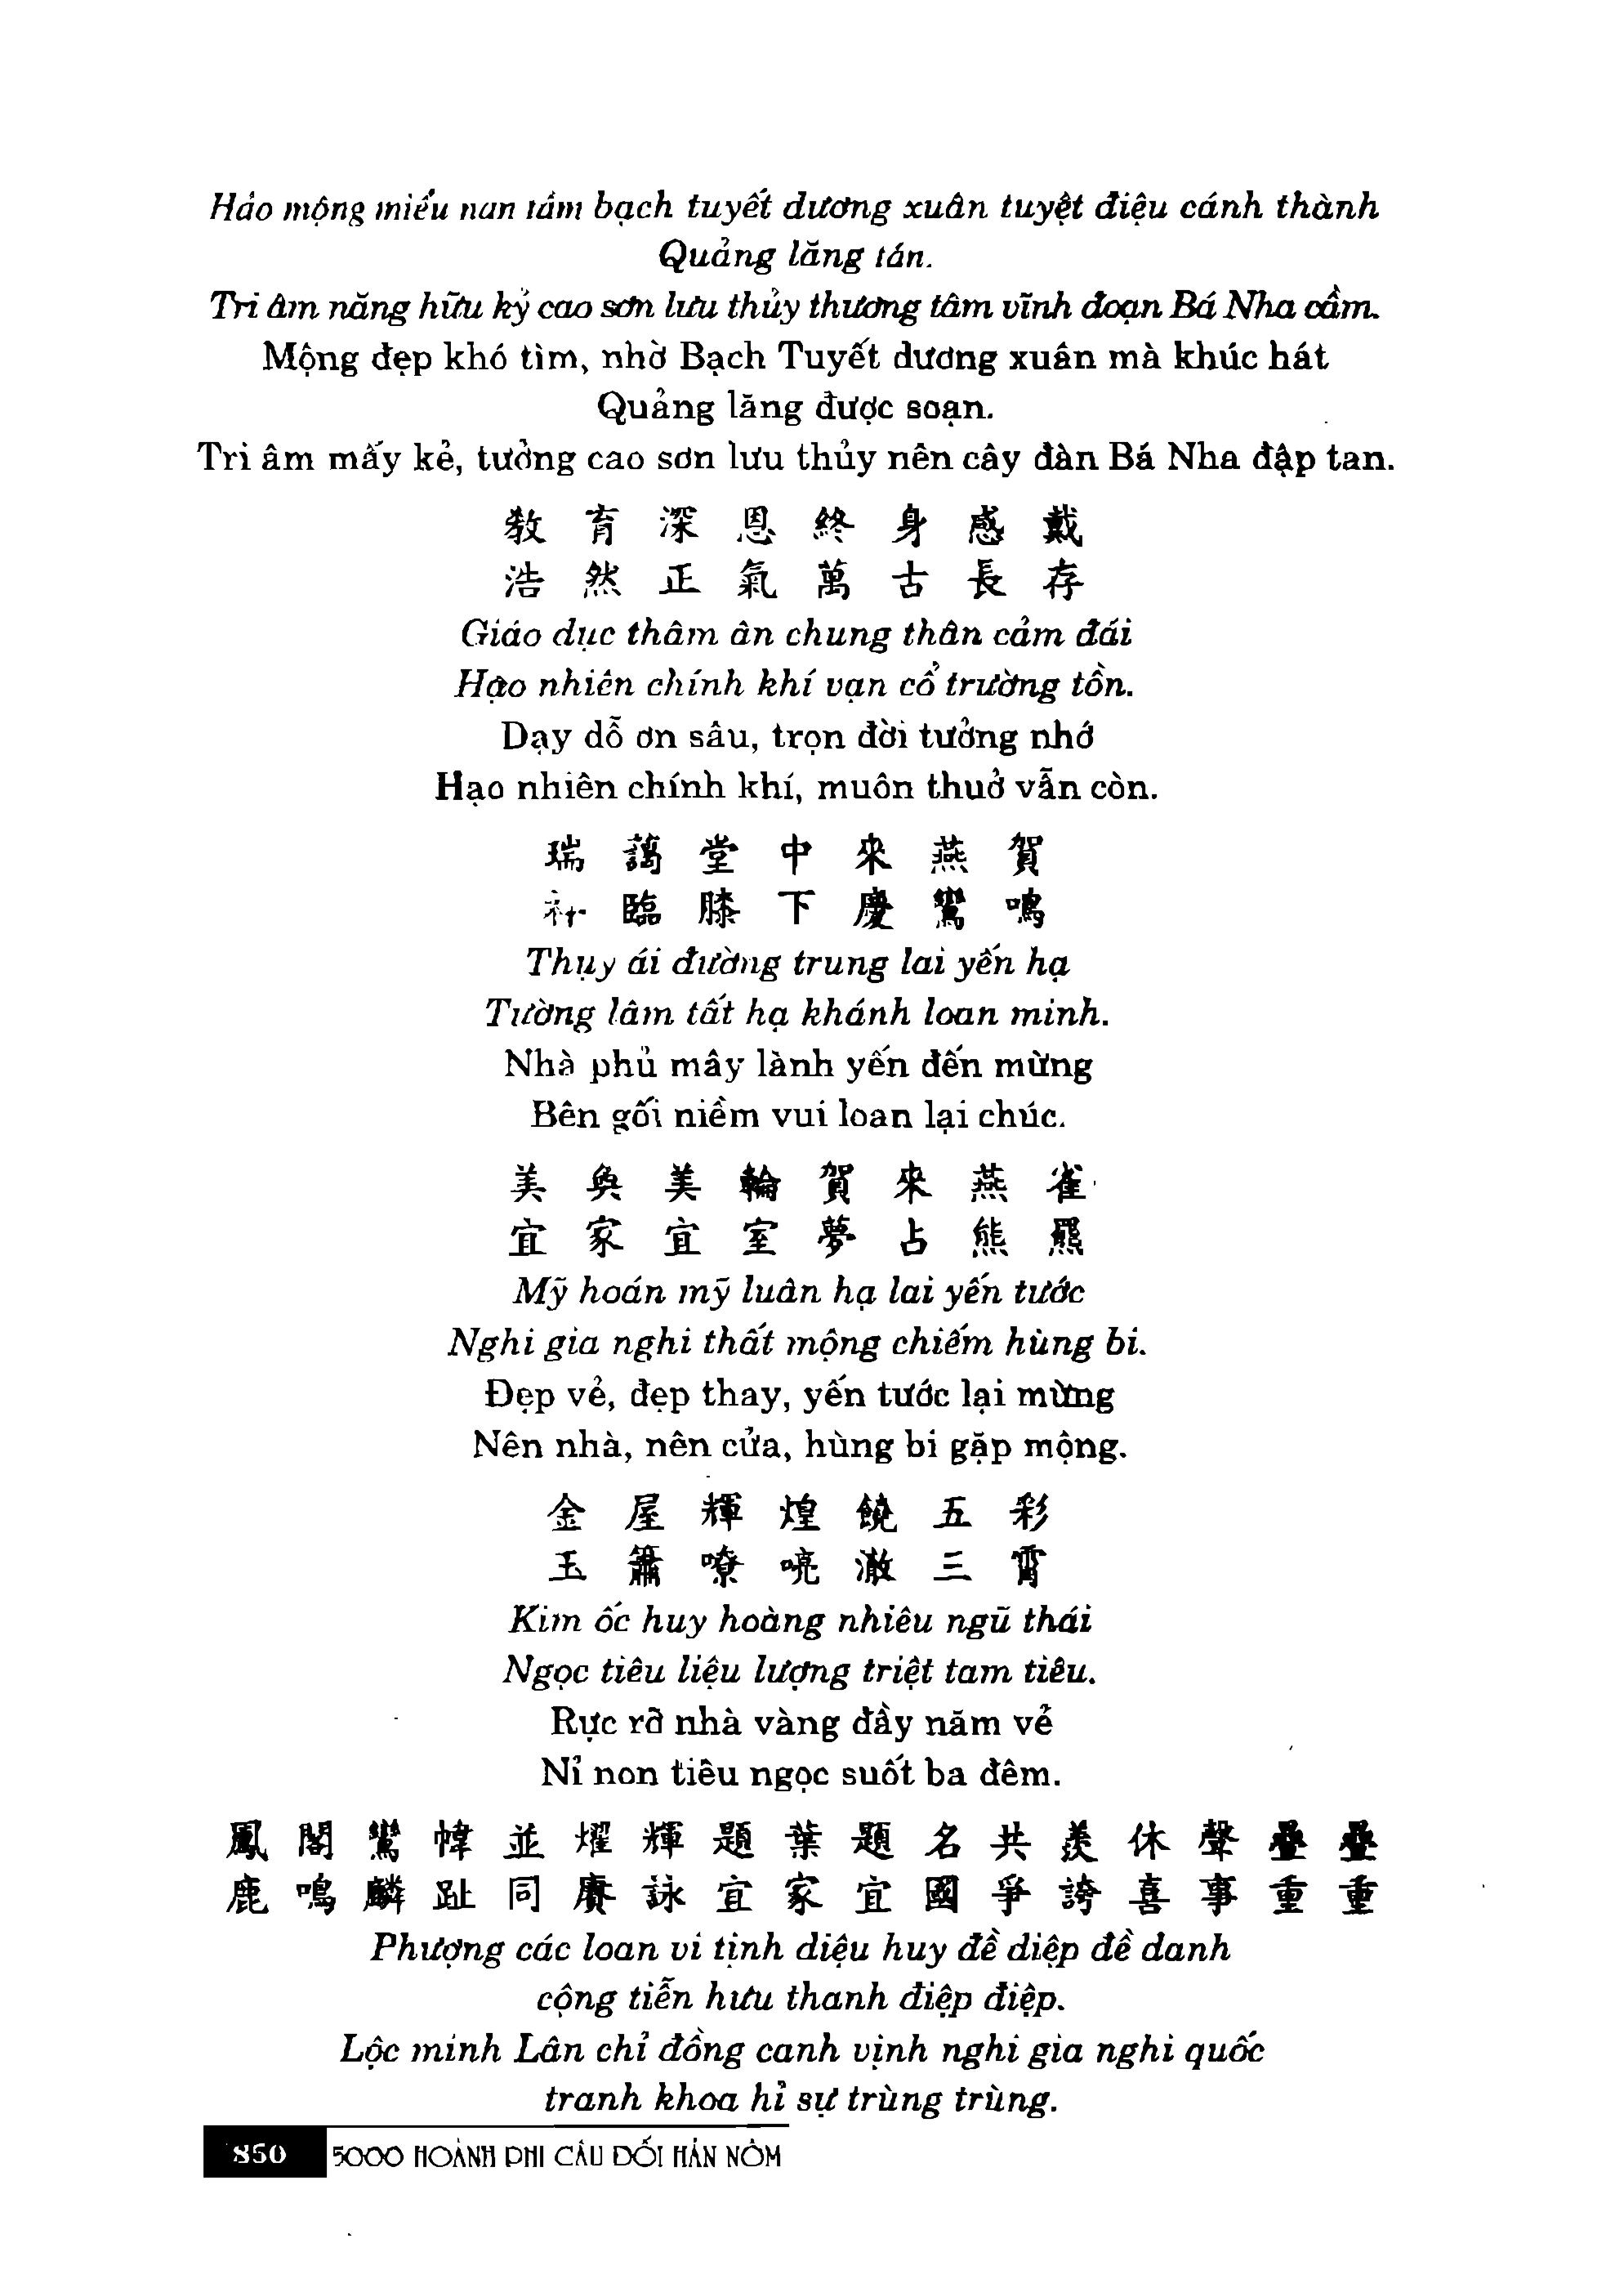 Hảo mộng miểu nan tầm bạch tuyết dương xuân tuyệt điệu cánh thành
Quảng lăng tán.
Tri âm năng hữu kỷ cao sơn lưu thủy thương tâm vĩnh đoạn Bá Nha cầm.
Mộng đẹp khó tìm, nhờ Bạch Tuyết dương xuân mà khúc hát
Quảng lăng được soạn.
Tri âm mấy kẻ, tưởng cao sơn lưu thủy nên cây đàn Bá Nha đập tan.
教育深恩終身感戴
浩然正氣萬古長存
Giáo dục thâm ân chung thân cảm đái
Hạo nhiên chính khí vạn cổ trường tồn.
Dạy dỗ ơn sâu, trọn đời tưởng nhớ
Hạo nhiên chính khí, muôn thuở vẫn còn.
瑞藹堂中來燕賀
臨膝下慶鸞鳴
Thụy ái đường trung lai yến hạ
Tường lâm tất hạ khánh loan minh.
Nhà phủ mây lành yến đến mừng
Bên gối niềm vui loan lại chúc.
美奐美輪賀來燕雀
宜家宜室夢占熊羆
Mỹ hoán mỹ luân hạ lai yến tước
Nghi gia nghi thất mộng chiếm hùng bi.
Đẹp vẻ, đẹp thay, yến tước lại mừng
Nên nhà, nên cửa, hùng bi gặp mộng.
金屋輝煌饒五彩
玉簫嘹喨澈三霄
Kim ốc huy hoàng nhiêu ngũ thái
Ngọc tiêu liệu lượng triệt tam tiêu.
Rực rỡ nhà vàng đầy năm vẻ
Nỉ non tiêu ngọc suốt ba đêm.
鳳閣鸞幃並燿輝題葉題名共羨休聲疊疊
鹿鳴麟趾同賡詠宜家宜國爭誇喜事重重
Phượng các loan vi tịnh diệu huy đề diệp đề danh
cộng tiễn hưu thanh điệp điệp.
Lộc minh Lân chỉ đồng canh vịnh nghi gia nghi quốc
tranh khoa hỉ sự trùng trùng.
850 5000 HOÀNH PHI CÂU ĐỐI HÁN NÔM